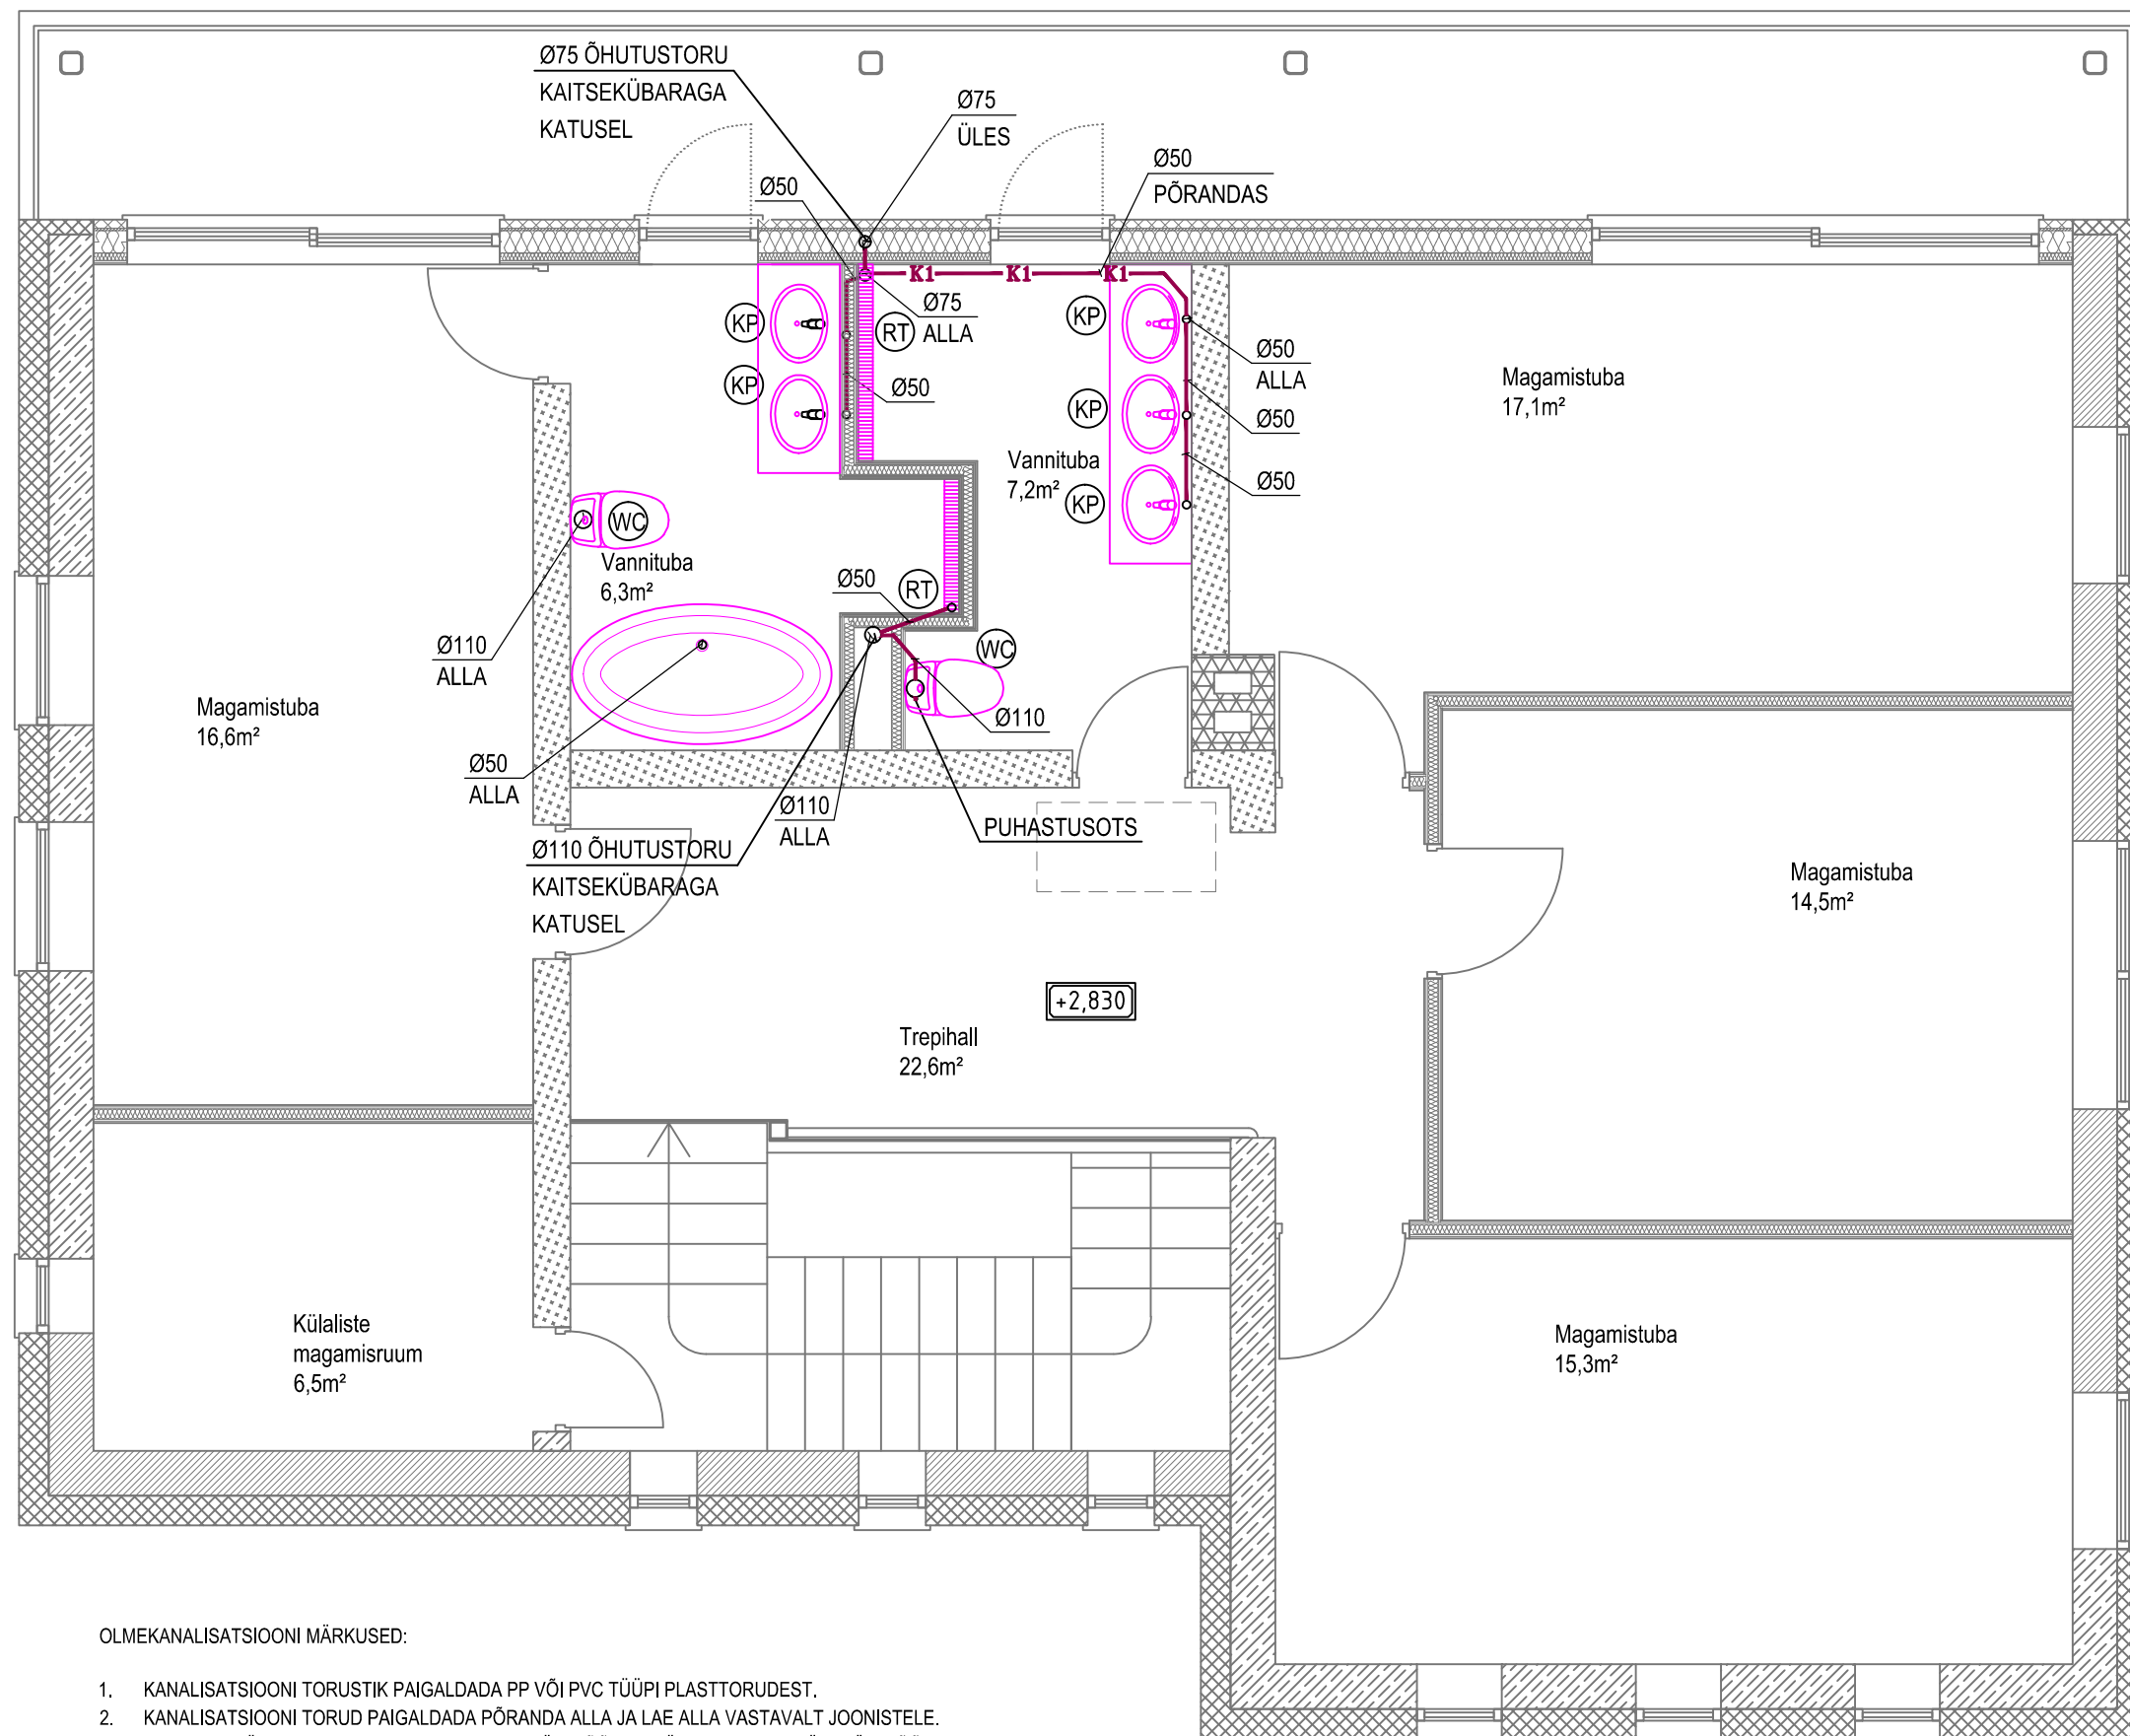 Ø75 ÕHUTUSTORU
KAITSEKÜBARAGA
KATUSEL
Ø75
ÜLES
Ø50
PÕRANDAS
Ø50
K1
K1
K1
Ø75
ALLA
KP
RT
KP
KP
Ø50
KP
Ø50
ALLA
Ø50
Ø50
Magamistuba
17,1m²
Vannituba
7,2m²
KP
KP
WC
Vannituba
6,3m²
Ø50
RT
WC
Ø110
ALLA
Ø110
Magamistuba
16,6m²
Ø50
ALLA
Ø110
ALLA
PUHASTUSOTS
Ø110 ÕHUTUSTORU
KAITSEKÜBARAGA
KATUSEL
Magamistuba
14,5m²
+2,830
Trepihall
22,6m²
Külaliste
magamisruum
6,5m²
Magamistuba
15,3m²
OLMEKANALISATSIOONI MÄRKUSED:
1. KANALISATSIOONI TORUSTIK PAIGALDADA PP VÕI PVC TÜÜPI PLASTTORUDEST.
2. KANALISATSIOONI TORUD PAIGALDADA PÕRANDA ALLA JA LAE ALLA VASTAVALT JOONISTELE.